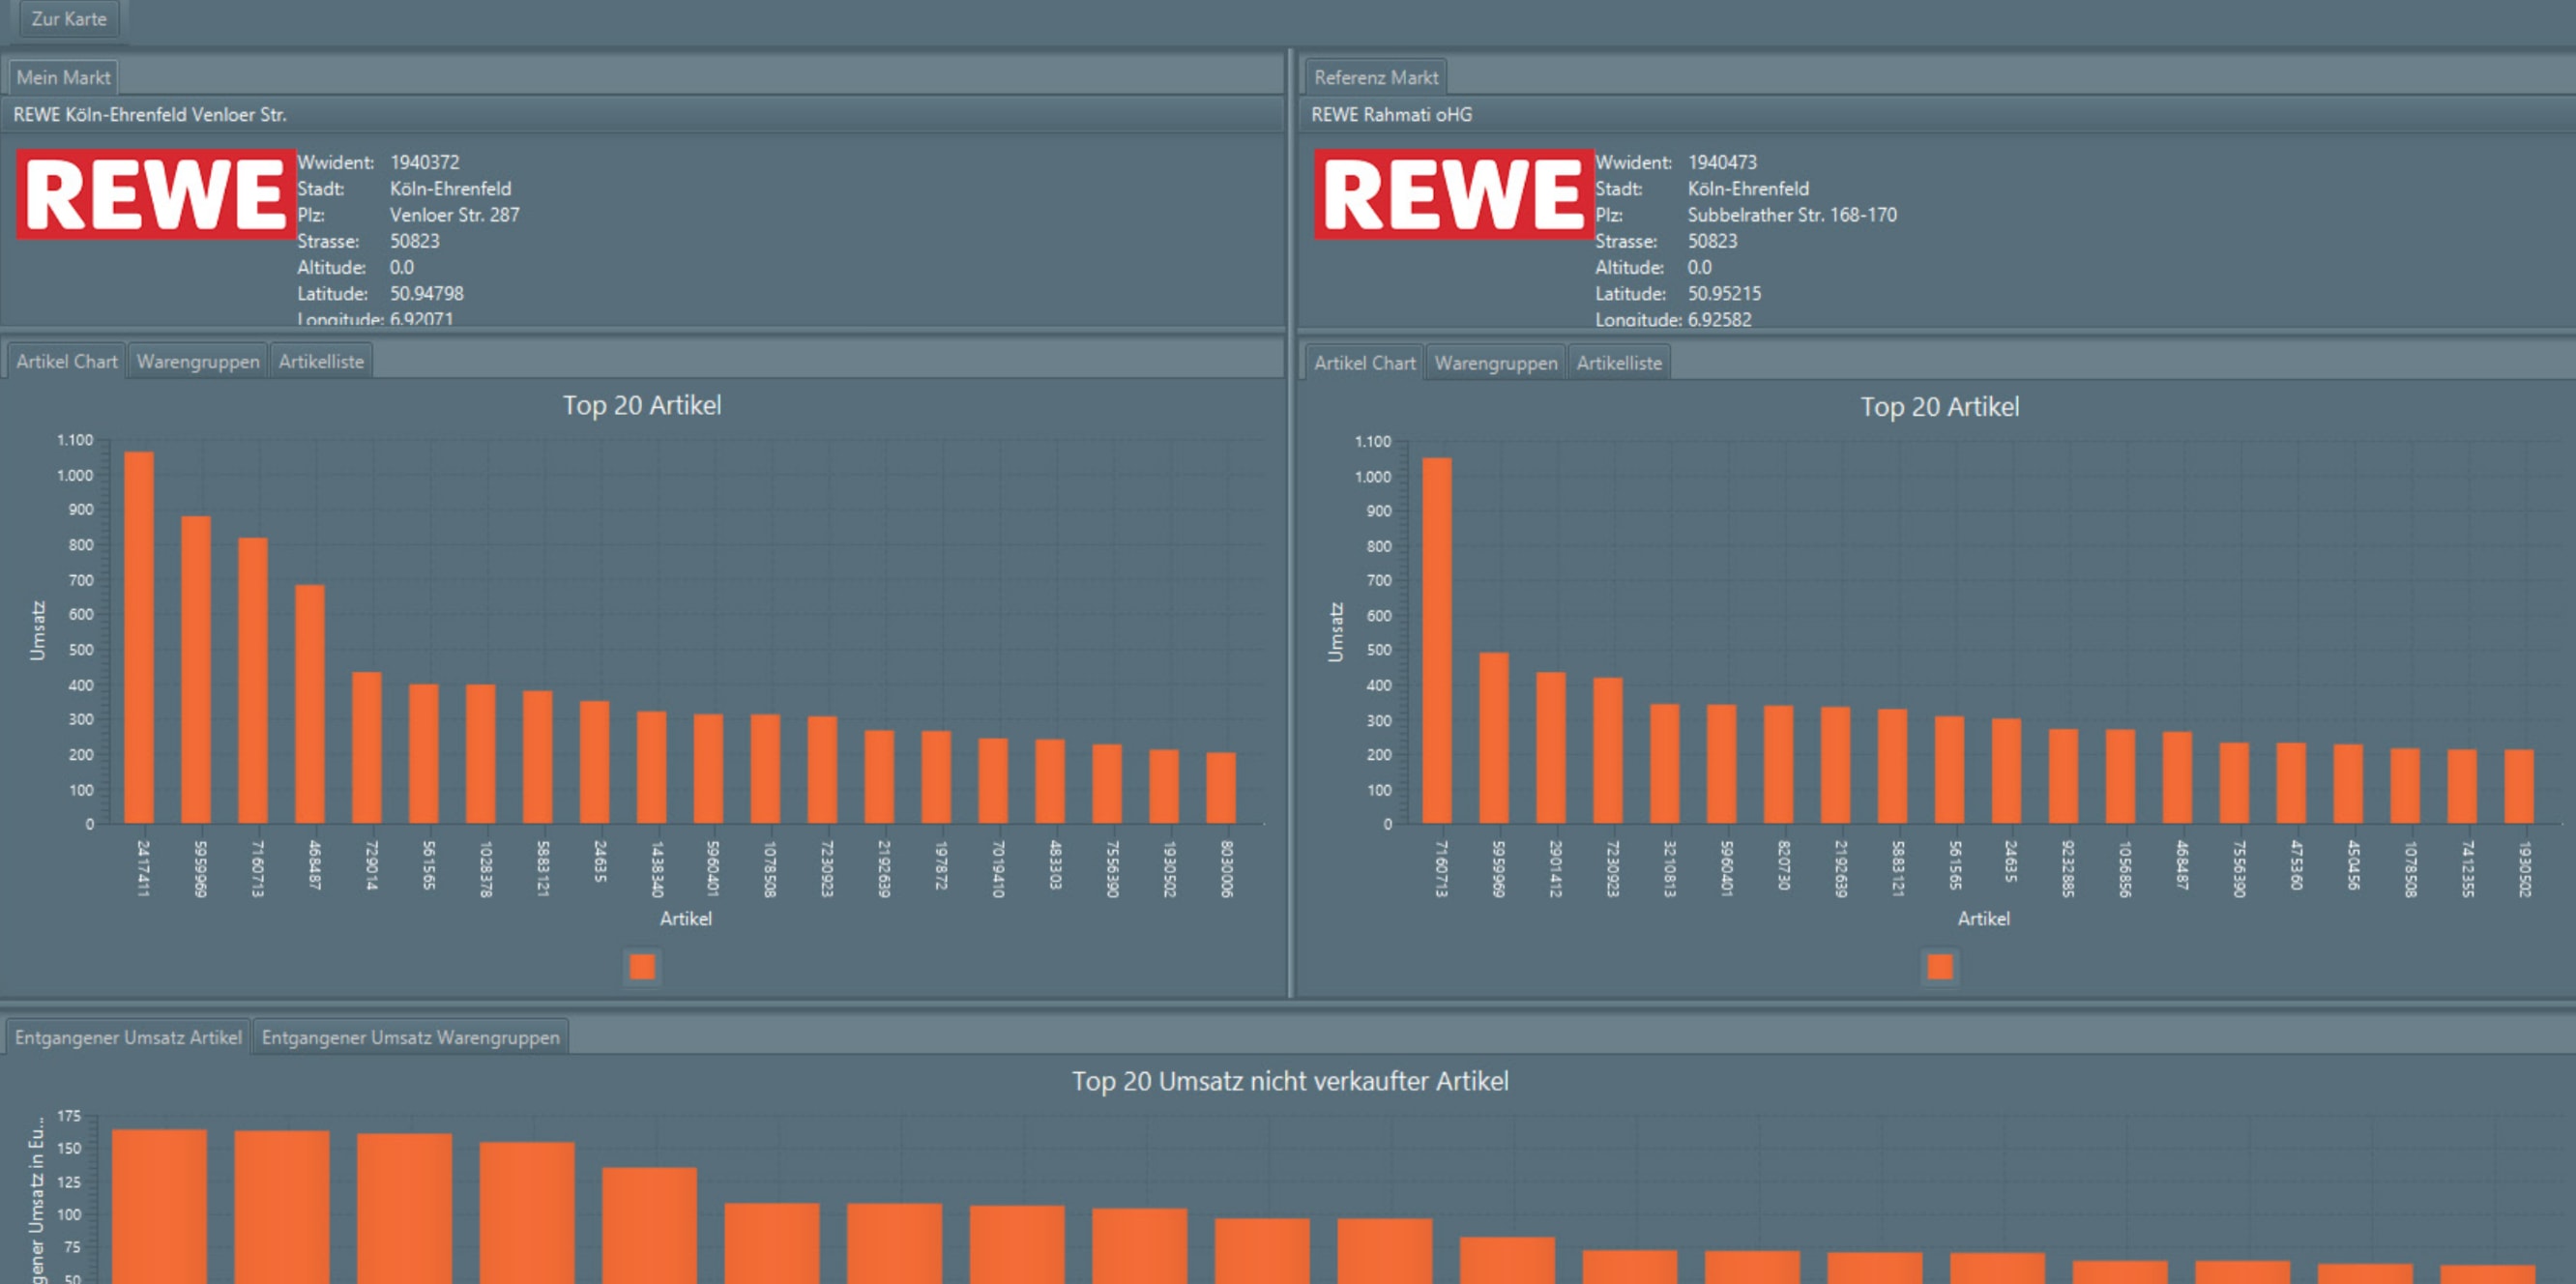 Zur Karte
Mein Markt
REWE Köln-Ehrenfeld Venloer Str.
REWE
Wwident: 1940372
Stadt: Köln-Ehrenfeld
Plz: Venloer Str. 287
Strasse: 50823
Altitude: 0.0
Latitude: 50.94798
Longitude: 6.92071
Artikel Chart Warengruppen Artikelliste
Top 20 Artikel
1.100
1.000
900
800
700
600
500
400
300
200
100
0
Umsatz
2417411
5959969
7160713
468487
729014
561565
1028378
5883121
24635
1438340
5960401
1078508
7230923
2192639
197872
7019410
483303
7556390
1930502
8030006
Artikel
Referenz Markt
REWE Rahmati oHG
REWE
Wwident: 1940473
Stadt: Köln-Ehrenfeld
Plz: Subbelrather Str. 168-170
Strasse: 50823
Altitude: 0.0
Latitude: 50.95215
Longitude: 6.92582
Artikel Chart Warengruppen Artikelliste
Top 20 Artikel
1.100
1.000
900
800
700
600
500
400
300
200
100
0
Umsatz
7160713
5959969
2901412
7230923
3210813
5960401
820730
2192639
5883121
561565
24635
9232885
1056856
468487
7556390
475360
450456
1078508
7412355
1930502
Artikel
Entgangener Umsatz Artikel Entgangener Umsatz Warengruppen
Top 20 Umsatz nicht verkaufter Artikel
175
150
125
100
75
50
gener Umsatz in Eu...